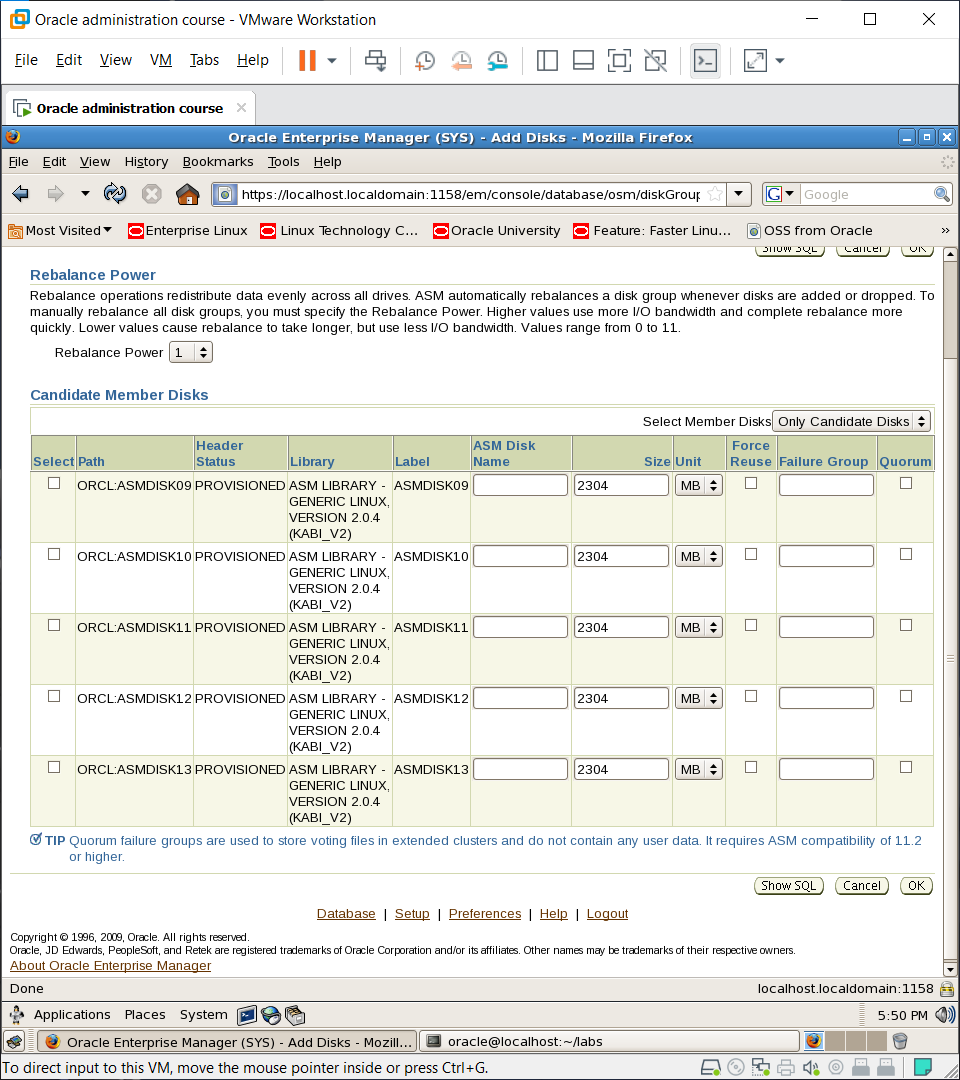 Oracle administration course - VMware Workstation
File Edit View VM Tabs Help
Oracle administration course
Oracle Enterprise Manager (SYS) - Add Disks - Mozilla Firefox
File Edit View History Bookmarks Tools Help
https://localhost.localdomain:1158/em/console/database/osm/diskGroup
G Google
Most Visited Enterprise Linux Linux Technology C... Oracle University Feature: Faster Linu... OSS from Oracle »
Show SQL Cancel OK
Rebalance Power
Rebalance operations redistribute data evenly across all drives. ASM automatically rebalances a disk group whenever disks are added or dropped. To
manually rebalance all disk groups, you must specify the Rebalance Power. Higher values use more I/O bandwidth and complete rebalance more
quickly. Lower values cause rebalance to take longer, but use less I/O bandwidth. Values range from 0 to 11.
Rebalance Power 1
Candidate Member Disks
Select Member Disks Only Candidate Disks
Select Path Header Status Library Label ASM Disk Name Size Unit Force Reuse Failure Group Quorum
ORCL:ASMDISK09 PROVISIONED ASM LIBRARY - ASMDISK09 2304 MB
GENERIC LINUX,
VERSION 2.0.4
(KABI_V2)
ORCL:ASMDISK10 PROVISIONED ASM LIBRARY - ASMDISK10 2304 MB
GENERIC LINUX,
VERSION 2.0.4
(KABI_V2)
ORCL:ASMDISK11 PROVISIONED ASM LIBRARY - ASMDISK11 2304 MB
GENERIC LINUX,
VERSION 2.0.4
(KABI_V2)
ORCL:ASMDISK12 PROVISIONED ASM LIBRARY - ASMDISK12 2304 MB
GENERIC LINUX,
VERSION 2.0.4
(KABI_V2)
ORCL:ASMDISK13 PROVISIONED ASM LIBRARY - ASMDISK13 2304 MB
GENERIC LINUX,
VERSION 2.0.4
(KABI_V2)
TIP Quorum failure groups are used to store voting files in extended clusters and do not contain any user data. It requires ASM compatibility of 11.2
or higher.
Show SQL Cancel OK
Database | Setup | Preferences | Help | Logout
Copyright © 1996, 2009, Oracle. All rights reserved.
Oracle, JD Edwards, PeopleSoft, and Retek are registered trademarks of Oracle Corporation and/or its affiliates. Other names may be trademarks of their respective owners.
About Oracle Enterprise Manager
Done localhost.localdomain:1158
Applications Places System 5:50 PM
Oracle Enterprise Manager (SYS) - Add Disks - Mozill... oracle@localhost:~/labs
To direct input to this VM, move the mouse pointer inside or press Ctrl+G.